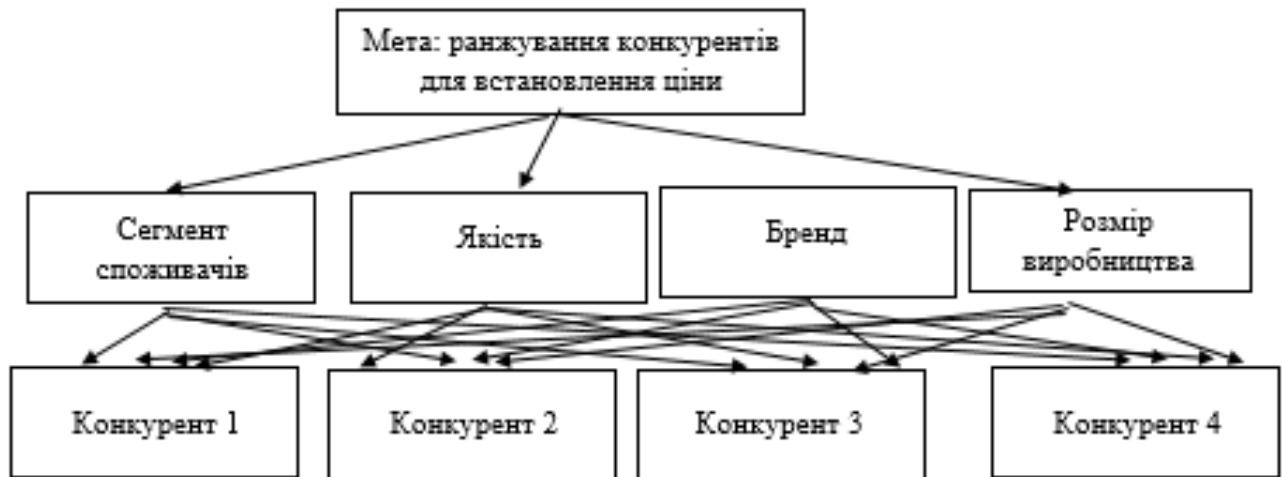 Мета: ранжування конкурентів
для встановлення ціни
Сегмент
споживачів
Якість
Бренд
Розмір
виробництва
Конкурент 1
Конкурент 2
Конкурент 3
Конкурент 4